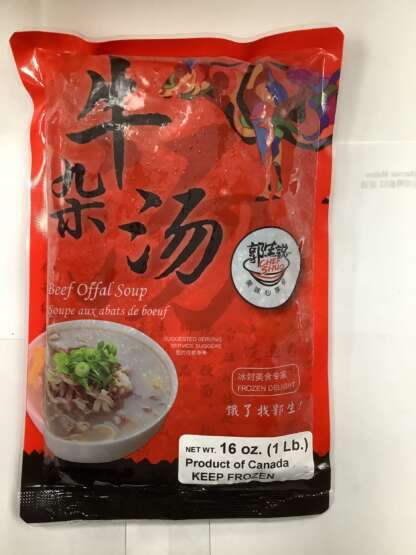 牛杂汤
Beef Offal Soup
Soupe aux abats de boeuf
郭生说
CHEF SHUO
SUGGESTED SERVING
SERVICE SUGGÉRÉ
冰封美食专家
FROZEN DELIGHT
饿了找郭生
NET WT. 16 oz. (1 Lb.)
Product of Canada
KEEP FROZEN